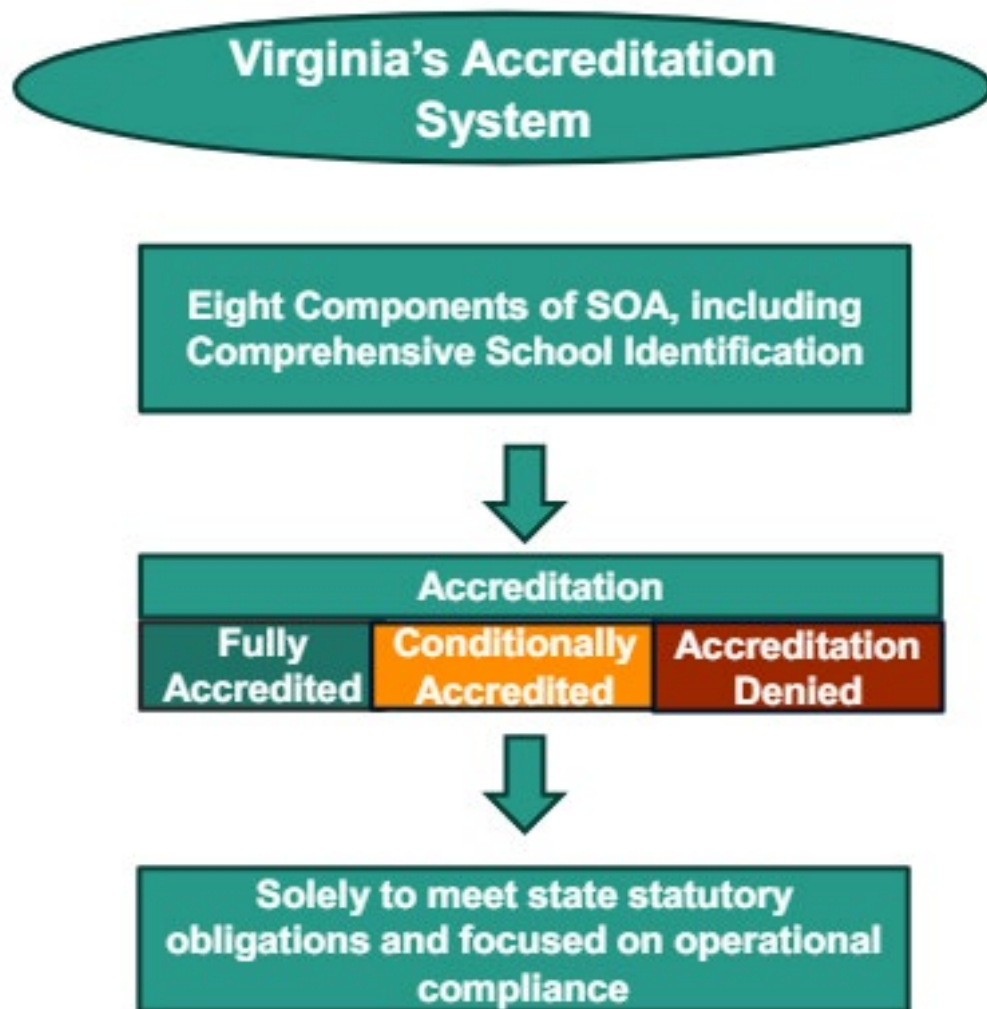 Virginia’s Accreditation
System
Eight Components of SOA, including
Comprehensive School Identification
Accreditation
Fully
Accredited
Conditionally
Accredited
Accreditation
Denied
Solely to meet state statutory
obligations and focused on operational
compliance